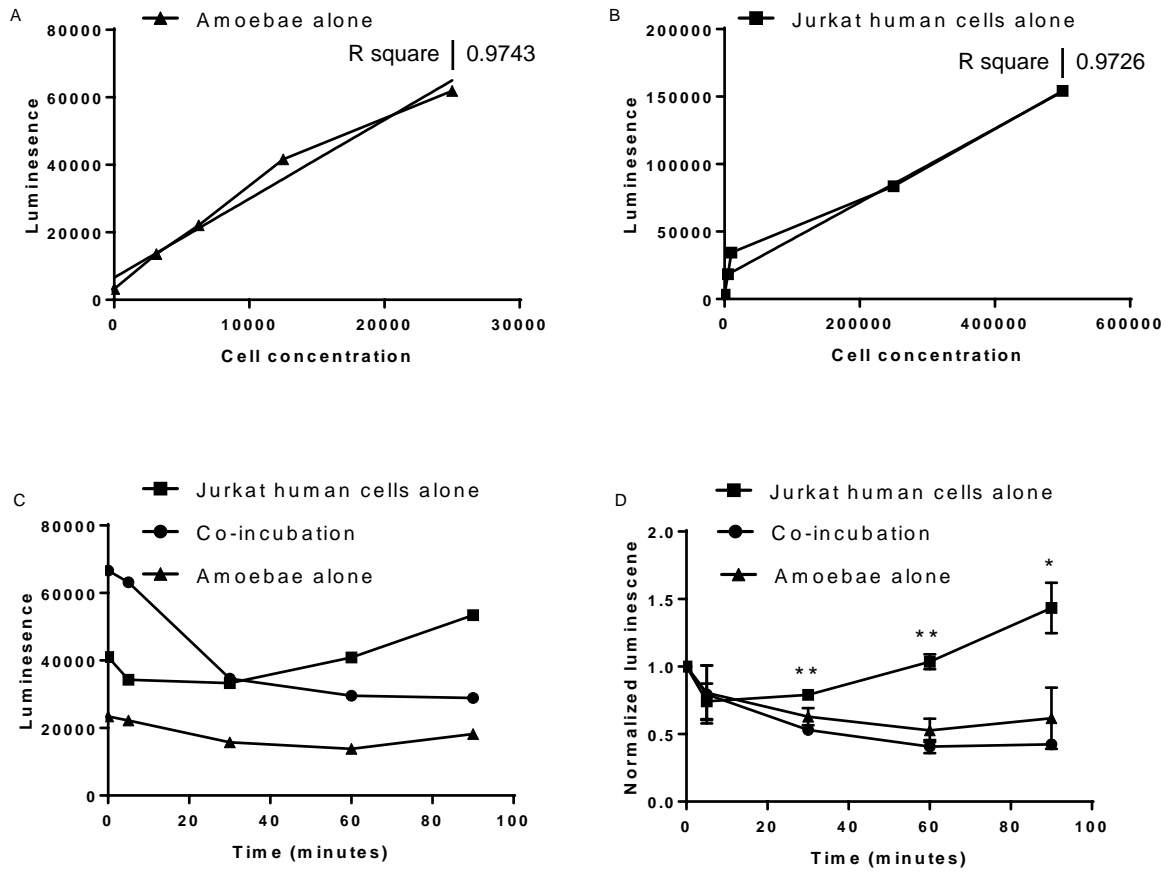 A
Amoebae alone
R square | 0.9743
80000
60000
40000
20000
0
Luminesence
0 10000 20000 30000
Cell concentration
B
Jurkat human cells alone
R square | 0.9726
200000
150000
100000
50000
0
Luminesence
0 200000 400000 600000
Cell concentration
C
Jurkat human cells alone
Co-incubation
Amoebae alone
80000
60000
40000
20000
0
Luminesence
0 20 40 60 80 100
Time (minutes)
D
Jurkat human cells alone
Co-incubation
Amoebae alone
2.0
1.5
1.0
0.5
0.0
Normalized luminescene
**
**
*
0 20 40 60 80 100
Time (minutes)